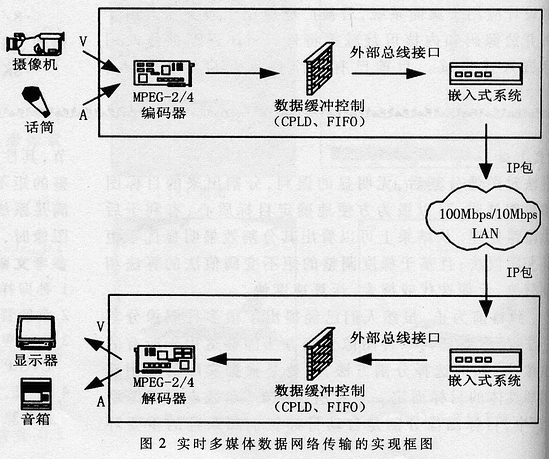 摄像机
V
话筒
A
MPEG-2/4
编码器
数据缓冲控制
(CPLD、FIFO)
外部总线接口
嵌入式系统
IP包
100Mbps/10Mbps
LAN
IP包
显示器
V
音箱
A
MPEG-2/4
解码器
数据缓冲控制
(CPLD、FIFO)
外部总线接口
嵌入式系统
图 2 实时多媒体数据网络传输的实现框图